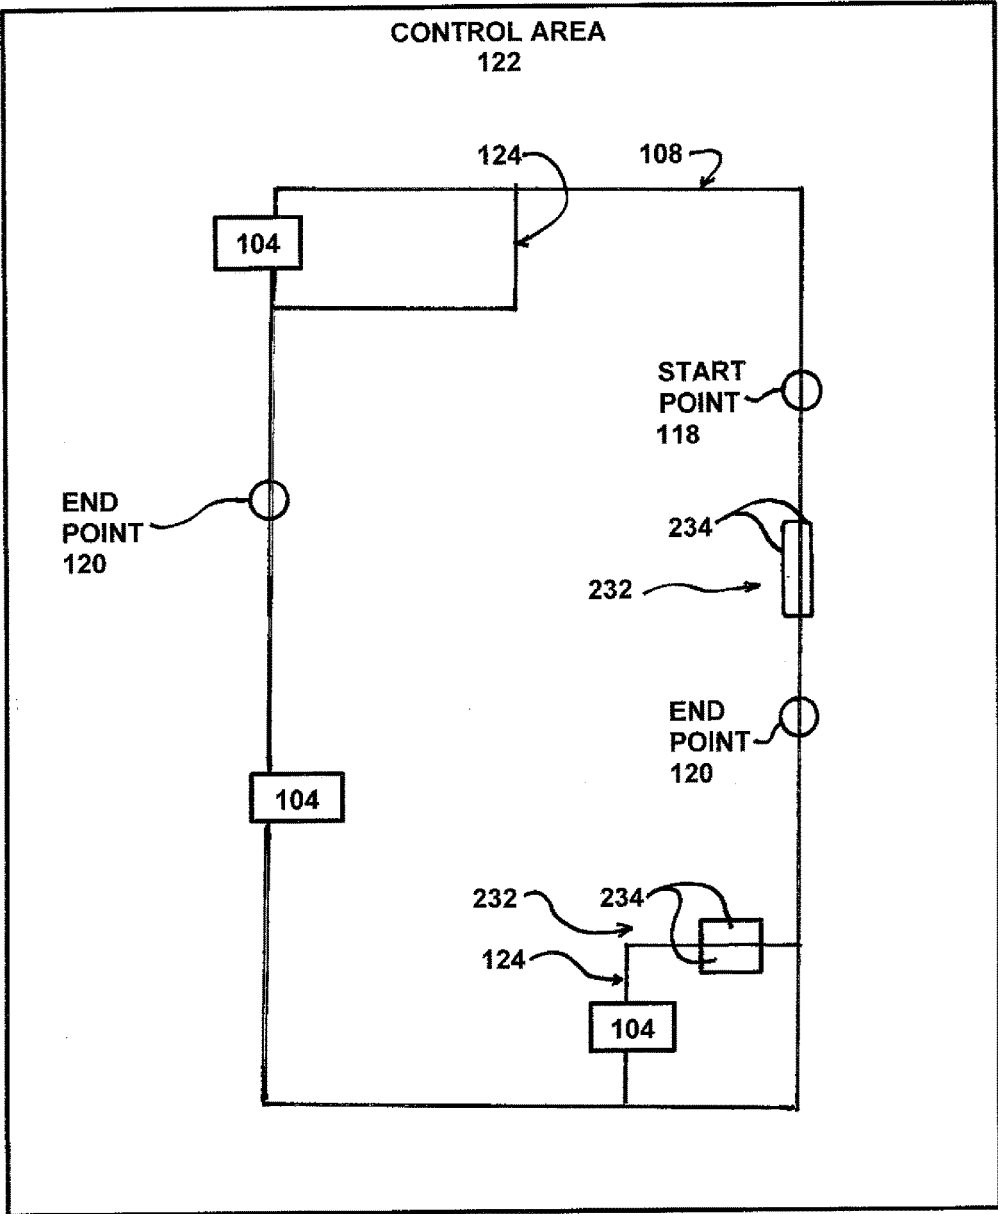 CONTROL AREA
122
124
108
104
START
POINT
118
END
POINT
120
234
232
END
POINT
120
104
232
234
124
104